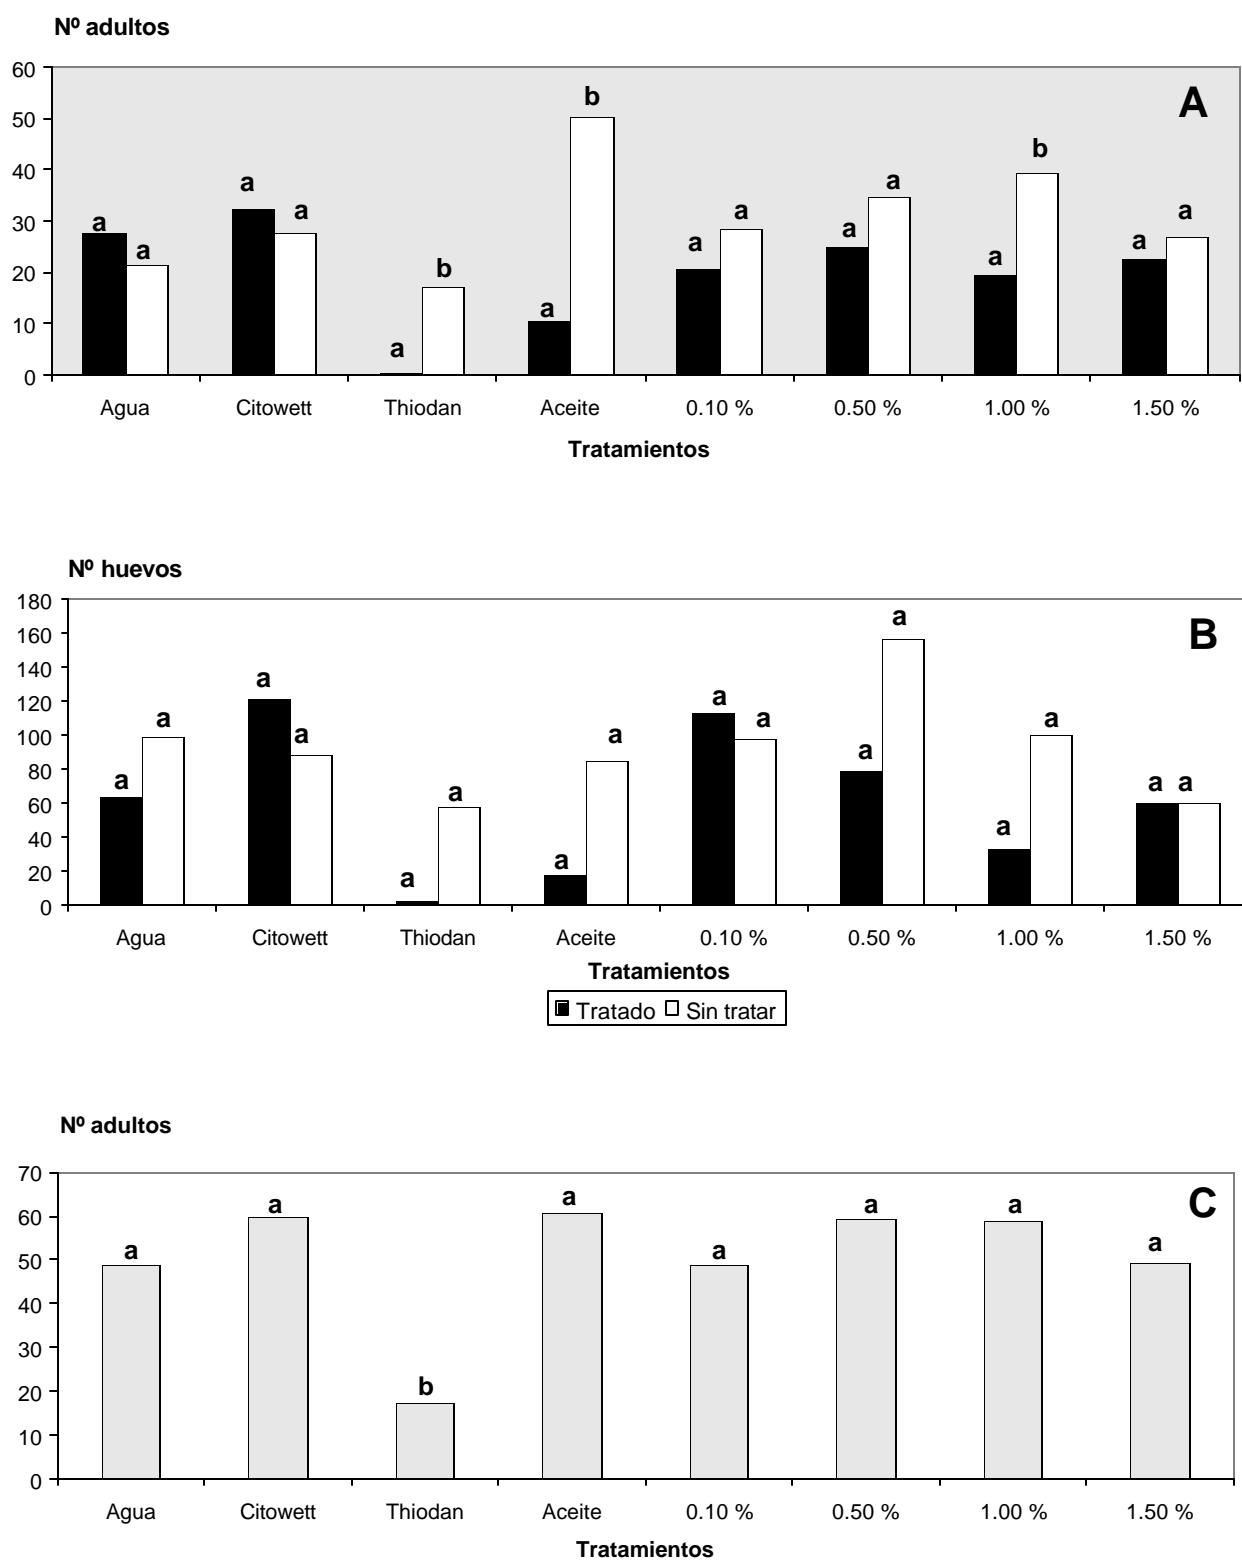 Nº adultos
60
50
40
30
20
10
0
A
a a
a a
a b
a b
a a
a a
a b
a a
Agua Citowett Thiodan Aceite 0.10 % 0.50 % 1.00 % 1.50 %
Tratamientos
Nº huevos
180
160
140
120
100
80
60
40
20
0
B
a a
a a
a a
a a
a a
a a
a a
a a
Agua Citowett Thiodan Aceite 0.10 % 0.50 % 1.00 % 1.50 %
Tratamientos
Tratado Sin tratar
Nº adultos
70
60
50
40
30
20
10
0
C
a a b a a a a a
Agua Citowett Thiodan Aceite 0.10 % 0.50 % 1.00 % 1.50 %
Tratamientos